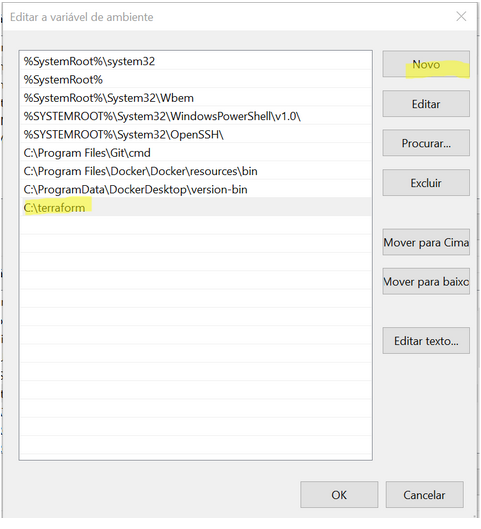 Editar a variável de ambiente
%SystemRoot%\system32
%SystemRoot%
%SystemRoot%\System32\Wbem
%SYSTEMROOT%\System32\WindowsPowerShell\v1.0\
%SYSTEMROOT%\System32\OpenSSH\
C:\Program Files\Git\cmd
C:\Program Files\Docker\Docker\resources\bin
C:\ProgramData\DockerDesktop\version-bin
C:\terraform
Novo
Editar
Procurar...
Excluir
Mover para Cima
Mover para baixo
Editar texto...
OK
Cancelar